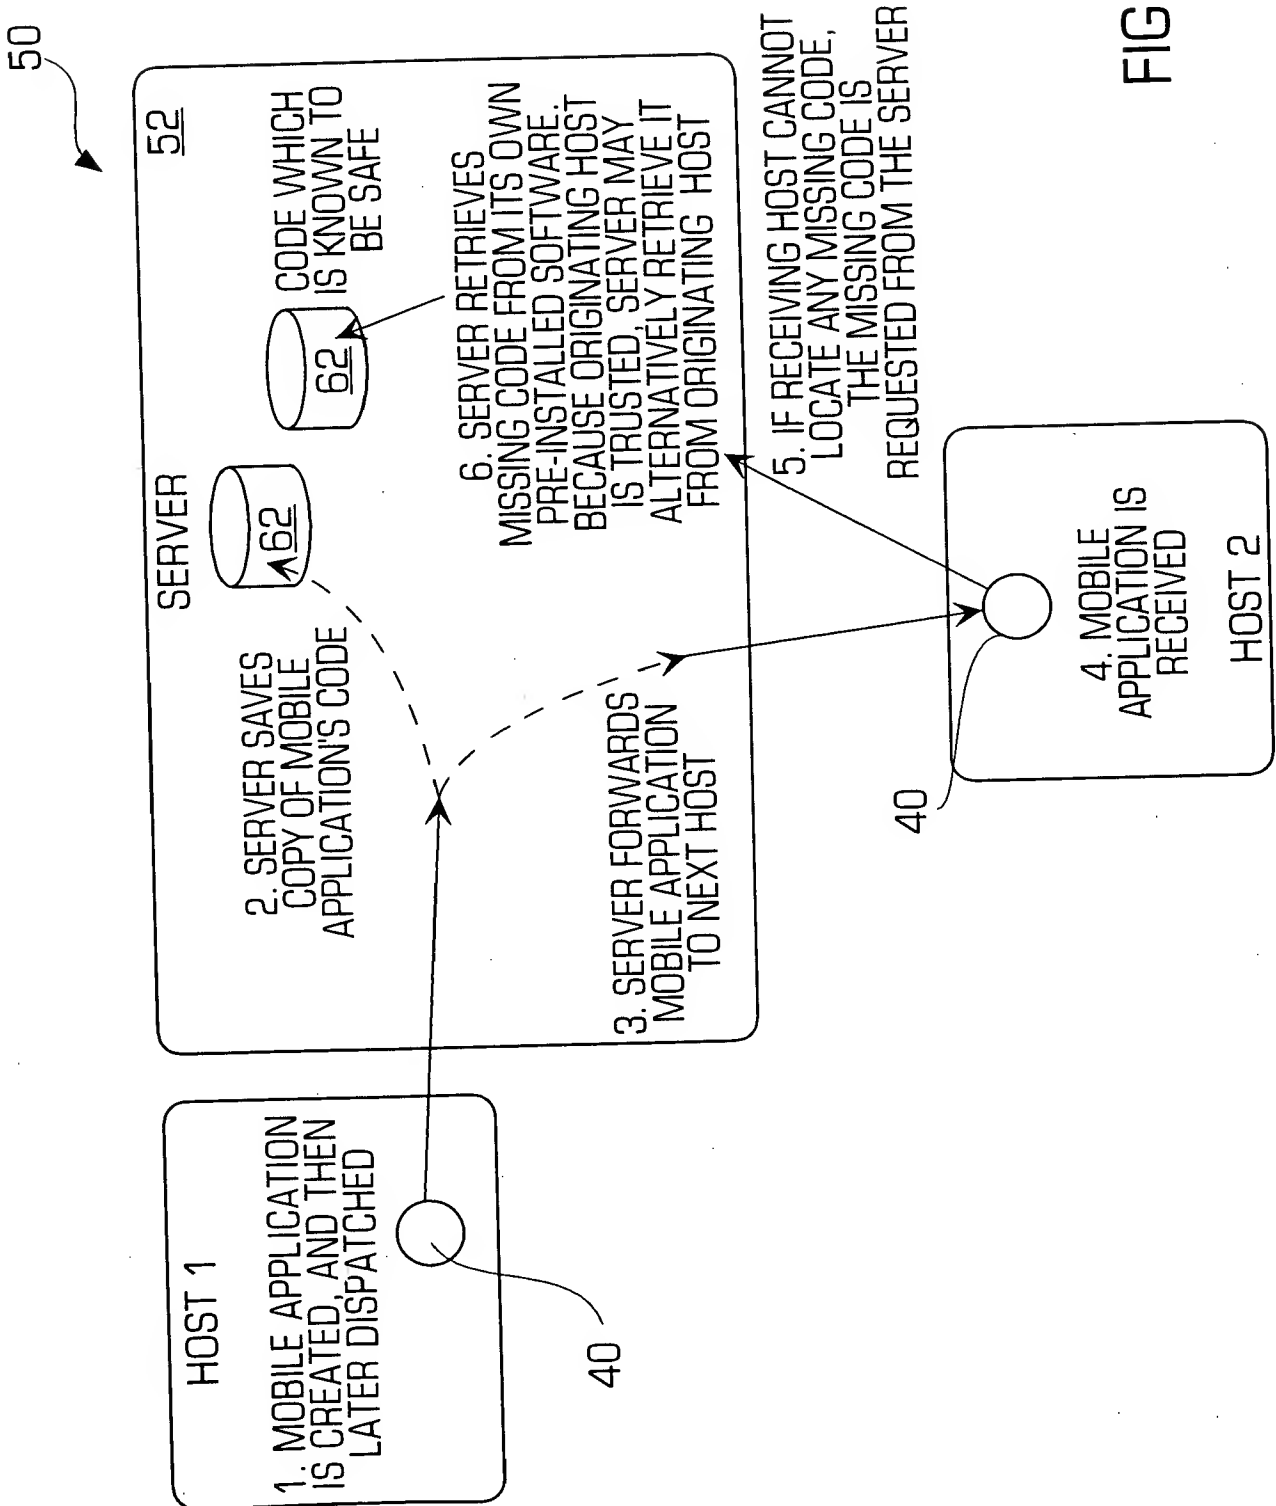 50
HOST 1
1. MOBILE APPLICATION
IS CREATED, AND THEN
LATER DISPATCHED
40
SERVER
52
2. SERVER SAVES
COPY OF MOBILE
APPLICATION'S CODE
62
62
CODE WHICH
IS KNOWN TO
BE SAFE
3. SERVER FORWARDS
MOBILE APPLICATION
TO NEXT HOST
6. SERVER RETRIEVES
MISSING CODE FROM ITS OWN
PRE-INSTALLED SOFTWARE.
BECAUSE ORIGINATING HOST
IS TRUSTED, SERVER MAY
ALTERNATIVELY RETRIEVE IT
FROM ORIGINATING HOST
5. IF RECEIVING HOST CANNOT
LOCATE ANY MISSING CODE,
THE MISSING CODE IS
REQUESTED FROM THE SERVER
40
4. MOBILE
APPLICATION IS
RECEIVED
HOST 2
FIG